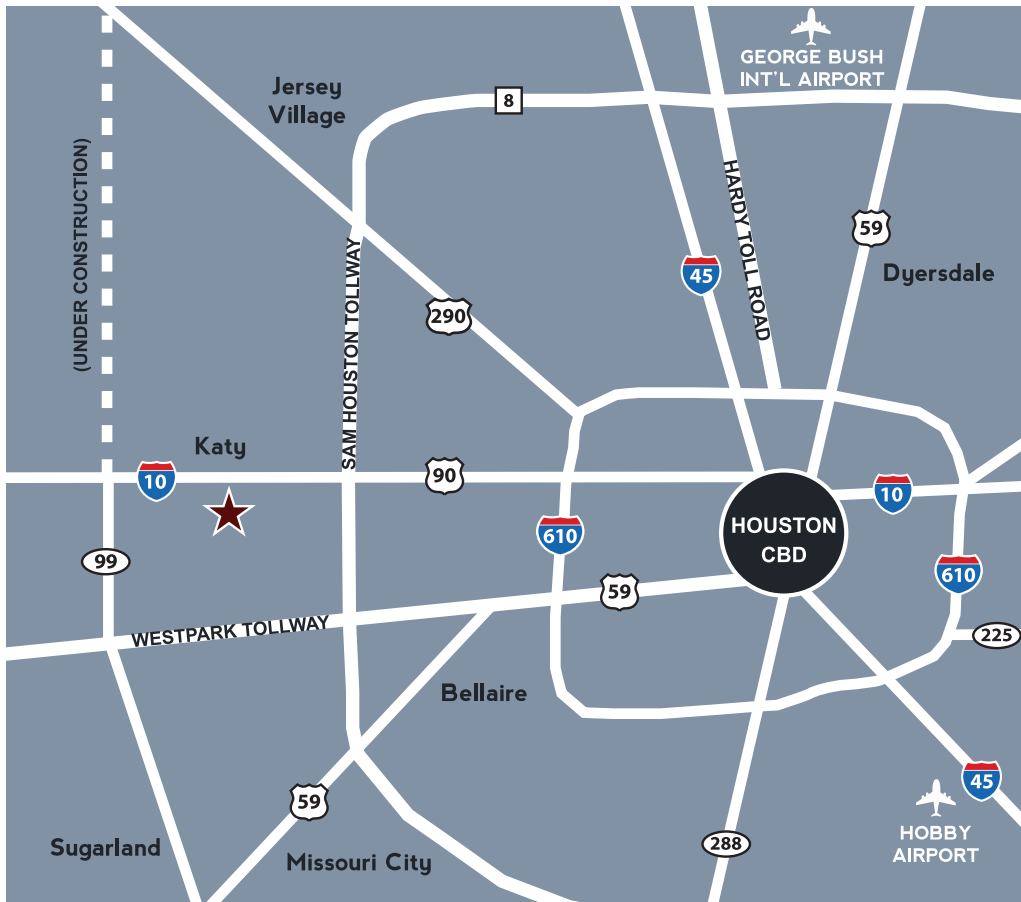 GEORGE BUSH
INT'L AIRPORT
Jersey
Village
8
(UNDER CONSTRUCTION)
HARDY TOLL ROAD
59
45
Dyersdale
SAM HOUSTON TOLLWAY
290
Katy
10
90
10
HOUSTON
CBD
610
99
610
59
WESTPARK TOLLWAY
225
Bellaire
45
59
HOBBY
AIRPORT
288
Sugarland
Missouri City